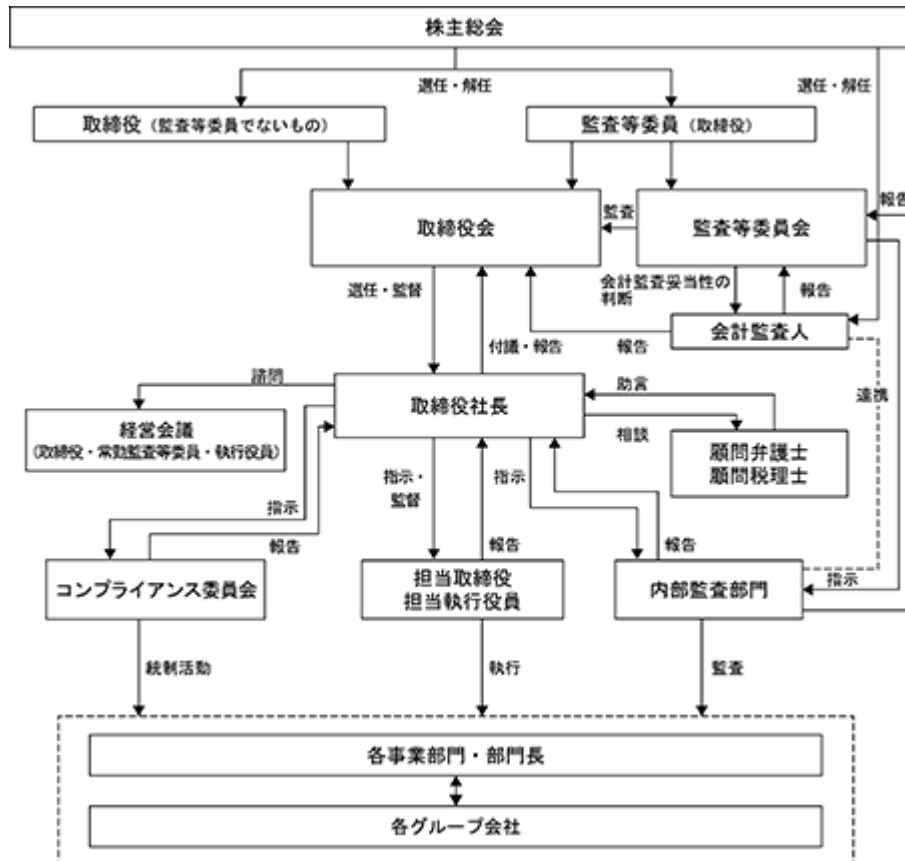 株主総会
選任・解任
選任・解任
取締役（監査等委員でないもの）
監査等委員（取締役）
取締役会
監査
監査等委員会
報告
選任・監督
会計監査妥当性の
判断
報告
付議・報告
報告
会計監査人
諮問
取締役社長
助言
連携
経営会議
(取締役・常勤監査等委員・執行役員)
相談
顧問弁護士
顧問税理士
指示・
監督
指示
指示
報告
報告
報告
コンプライアンス委員会
担当取締役
担当執行役員
内部監査部門
指示
統制活動
執行
監査
各事業部門・部門長
各グループ会社